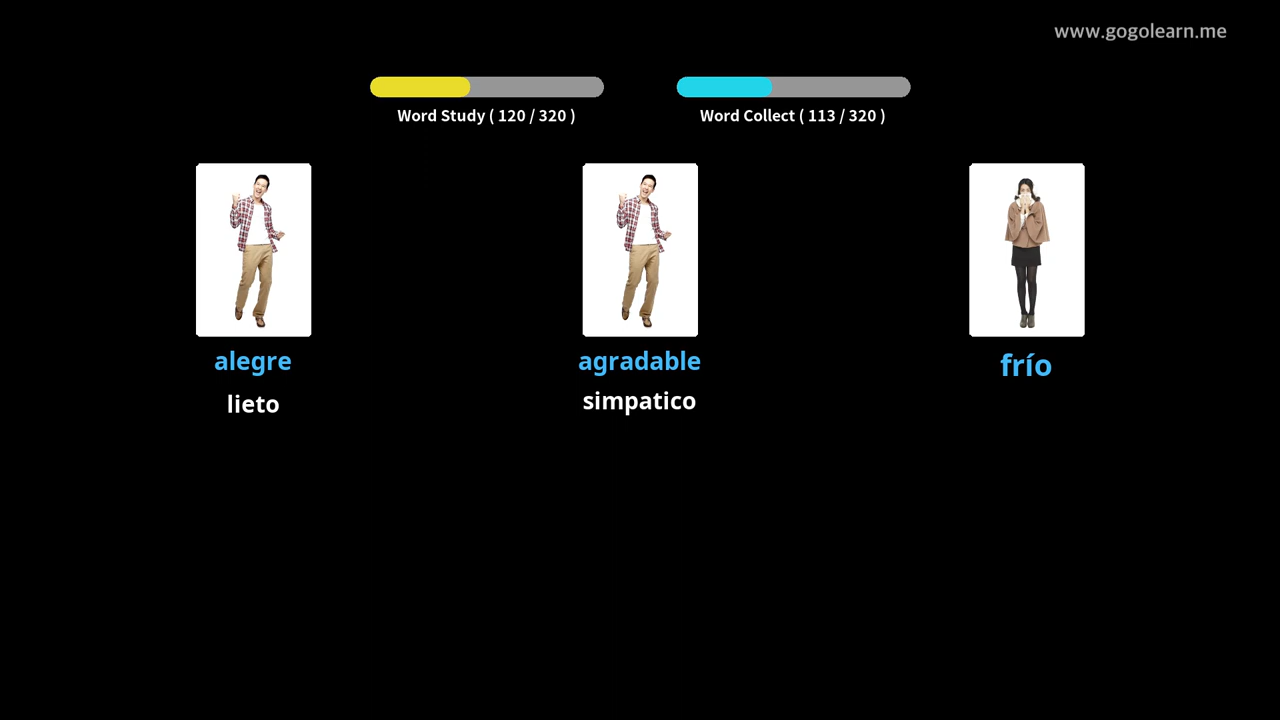 www.gogolearn.me
Word Study ( 120 / 320 )
Word Collect ( 113 / 320 )
alegre
agradable
frío
lieto
simpatico